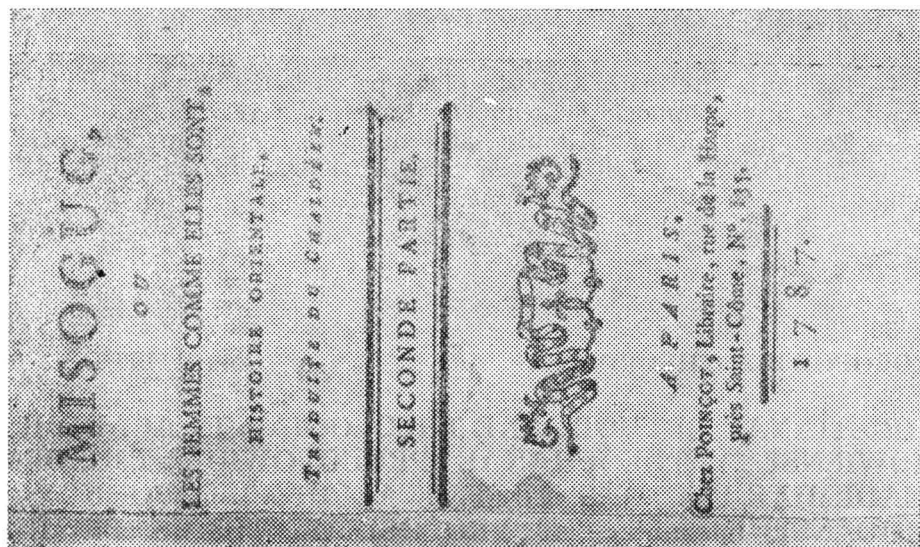 MISOGUG,
OU
LES FEMMES COMME ELLES SONT,
HISTOIRE ORIENTALE,
TRADUITE DU CHALDÉEN.
SECONDE PARTIE.
A PARIS,
Chez POINÇOT, Libraire, rue de la Harpe,
près Saint-Côme, Nº. 135.
1787.